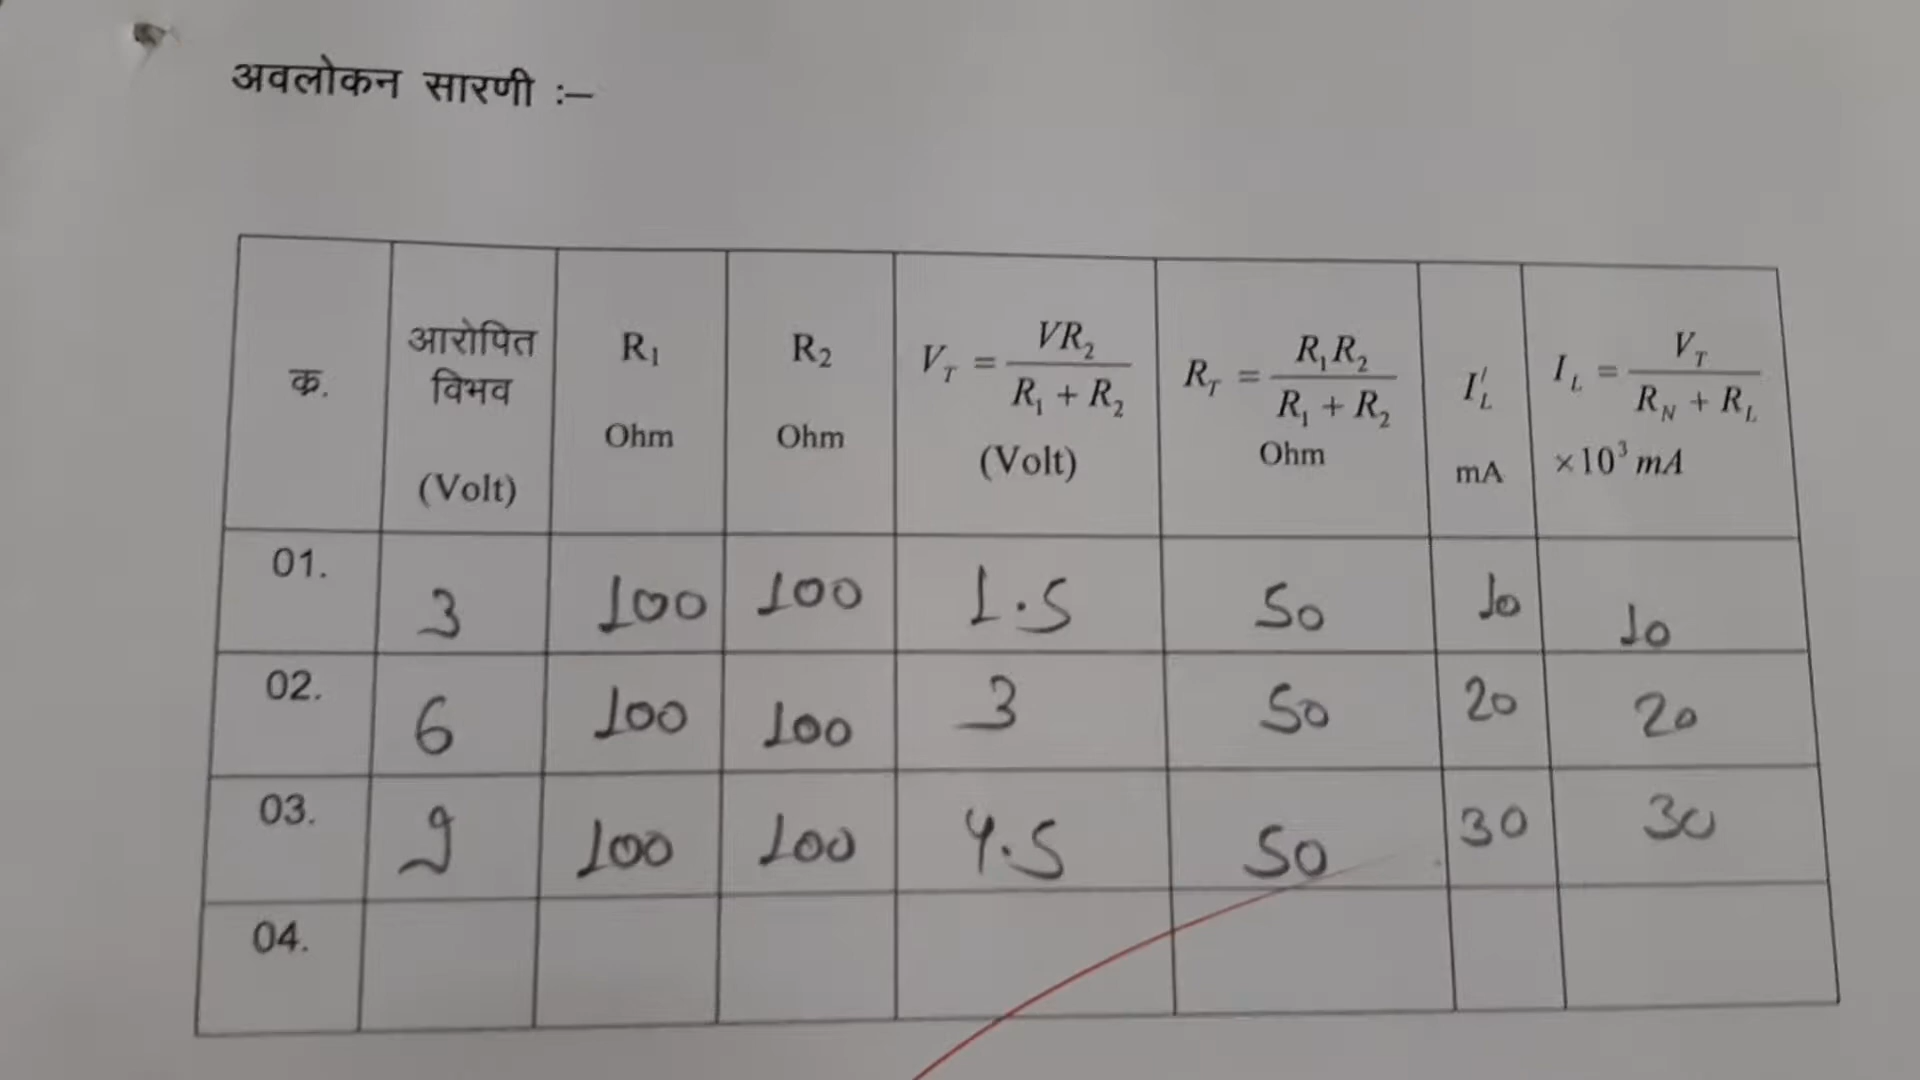 अवलोकन सारणी :–
क्र. आरोपित विभव (Volt) R₁ Ohm R₂ Ohm V_T = VR₂ / R₁ + R₂ (Volt) R_T = R₁R₂ / R₁ + R₂ Ohm I′_L mA I_L = V_T / R_N + R_L ×10³ mA
01. 3 100 100 1.5 50 10 10
02. 6 100 100 3 50 20 20
03. 9 100 100 4.5 50 30 30
04.